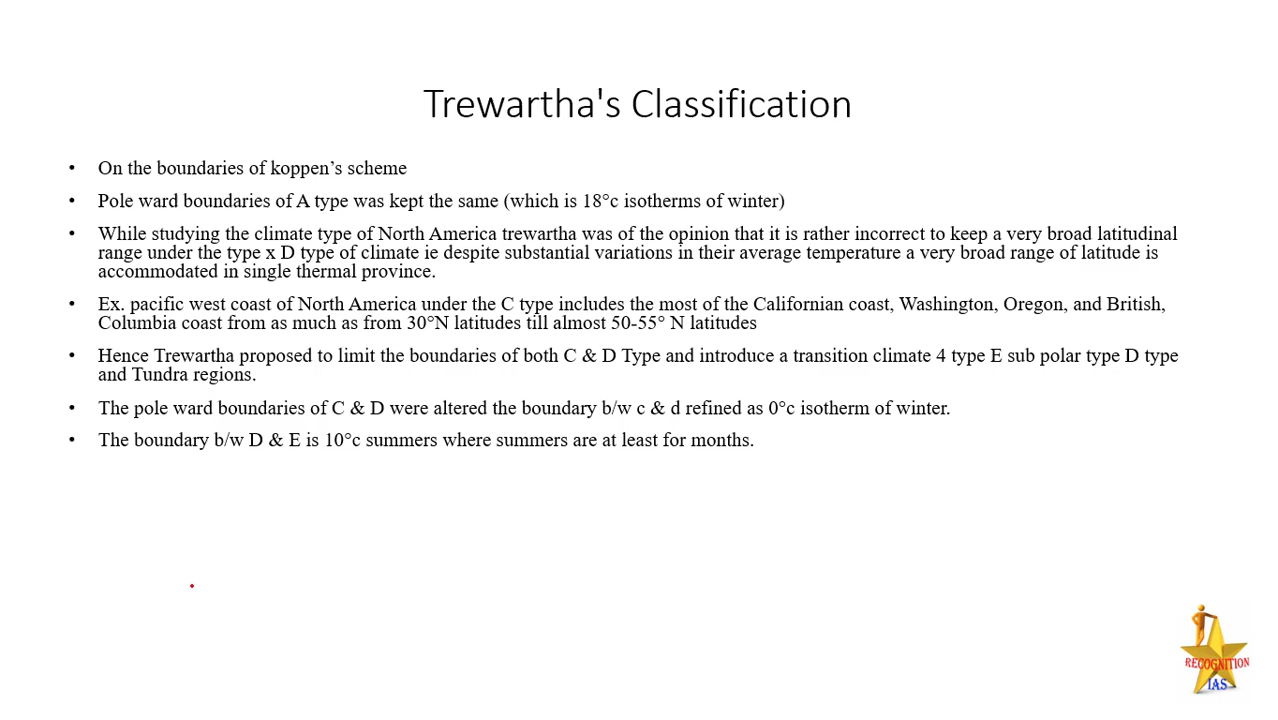 Trewartha's Classification
• On the boundaries of koppen’s scheme
• Pole ward boundaries of A type was kept the same (which is 18°c isotherms of winter)
• While studying the climate type of North America trewartha was of the opinion that it is rather incorrect to keep a very broad latitudinal
range under the type x D type of climate ie despite substantial variations in their average temperature a very broad range of latitude is
accommodated in single thermal province.
• Ex. pacific west coast of North America under the C type includes the most of the Californian coast, Washington, Oregon, and British,
Columbia coast from as much as from 30°N latitudes till almost 50-55° N latitudes
• Hence Trewartha proposed to limit the boundaries of both C & D Type and introduce a transition climate 4 type E sub polar type D type
and Tundra regions.
• The pole ward boundaries of C & D were altered the boundary b/w c & d refined as 0°c isotherm of winter.
• The boundary b/w D & E is 10°c summers where summers are at least for months.
RECOGNITION
IAS